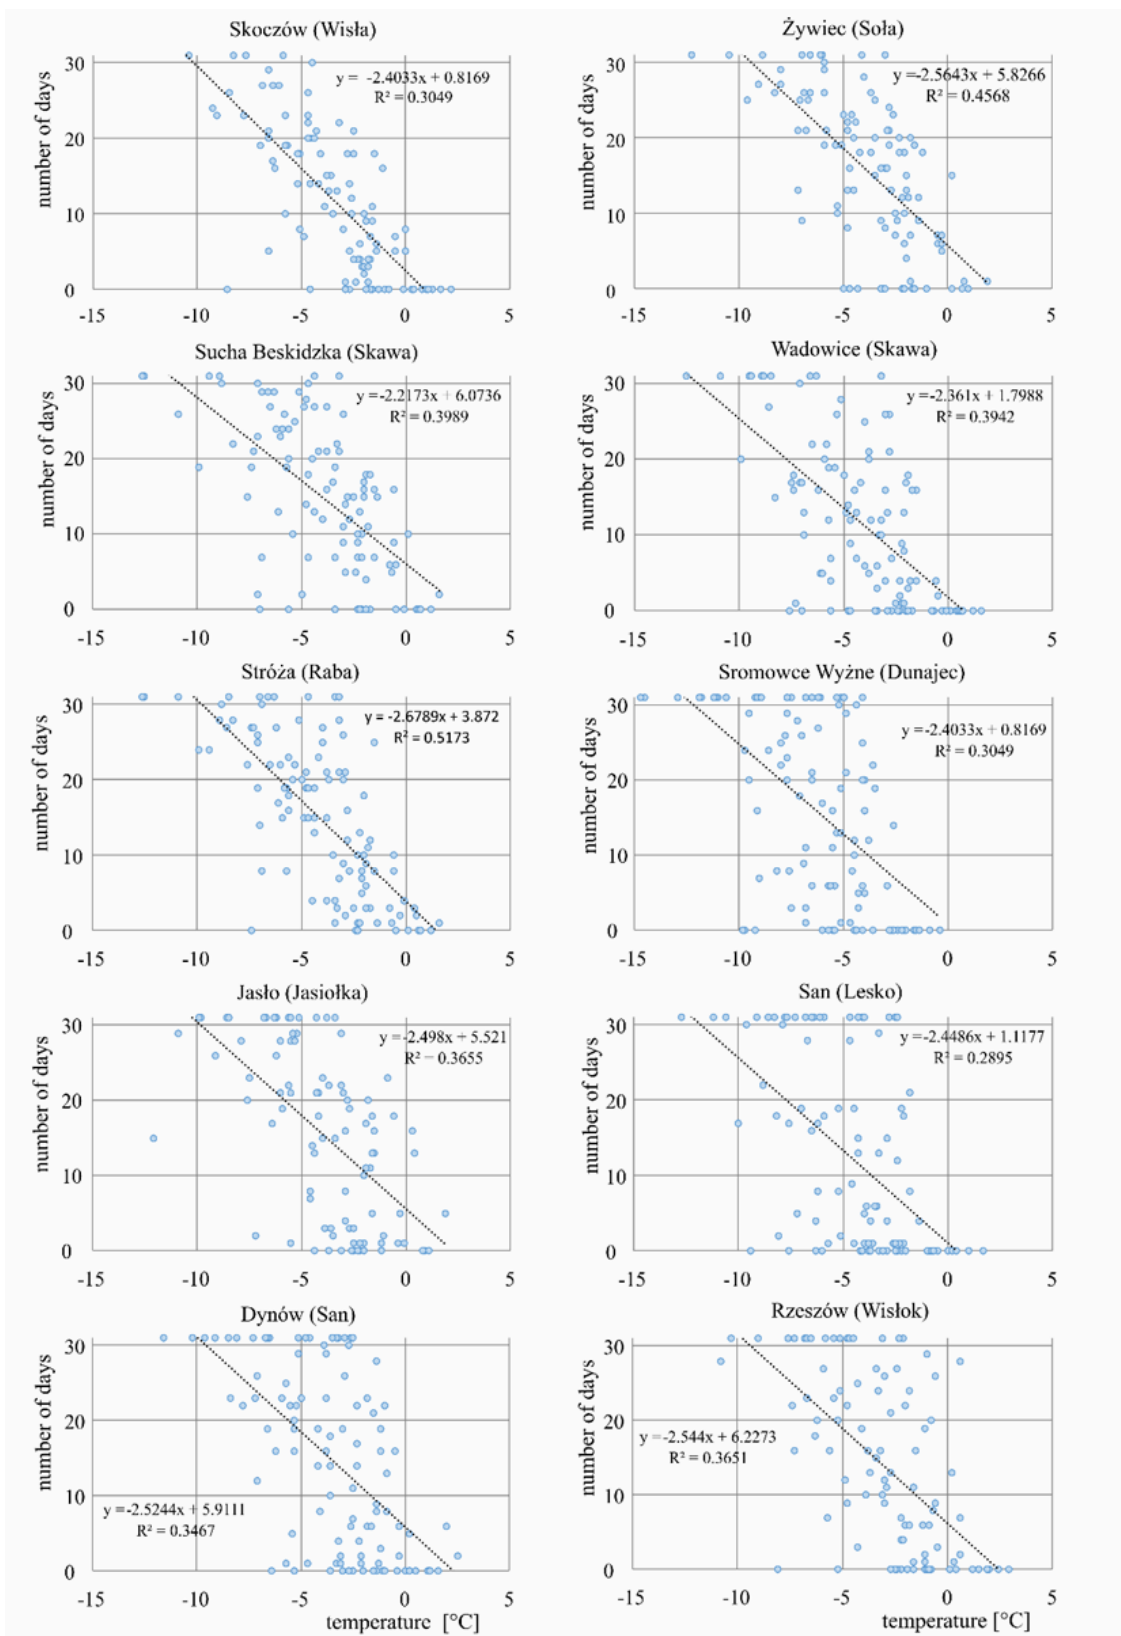 Skoczów (Wisła)
number of days
30
20
10
0
-15
-10
-5
0
5
y = -2.4033x + 0.8169
R² = 0.3049
Żywiec (Soła)
number of days
30
20
10
0
-15
-10
-5
0
5
y =-2.5643x + 5.8266
R² = 0.4568
Sucha Beskidzka (Skawa)
number of days
30
20
10
0
-15
-10
-5
0
5
y =-2.2173x + 6.0736
R² = 0.3989
Wadowice (Skawa)
number of days
30
20
10
0
-15
-10
-5
0
5
y =-2.361x + 1.7988
R² = 0.3942
Stróża (Raba)
number of days
30
20
10
0
-15
-10
-5
0
5
y = -2.6789x + 3.872
R² = 0.5173
Sromowce Wyżne (Dunajec)
number of days
30
20
10
0
-15
-10
-5
0
5
y =-2.4033x + 0.8169
R² = 0.3049
Jasło (Jasiołka)
number of days
30
20
10
0
-15
-10
-5
0
5
y =-2.498x + 5.521
R² = 0.3655
San (Lesko)
number of days
30
20
10
0
-15
-10
-5
0
5
y =-2.4486x + 1.1177
R² = 0.2895
Dynów (San)
number of days
30
20
10
0
-15
-10
-5
0
5
y =-2.5244x + 5.9111
R² = 0.3467
temperature [°C]
Rzeszów (Wisłok)
number of days
30
20
10
0
-15
-10
-5
0
5
y =-2.544x + 6.2273
R² = 0.3651
temperature [°C]